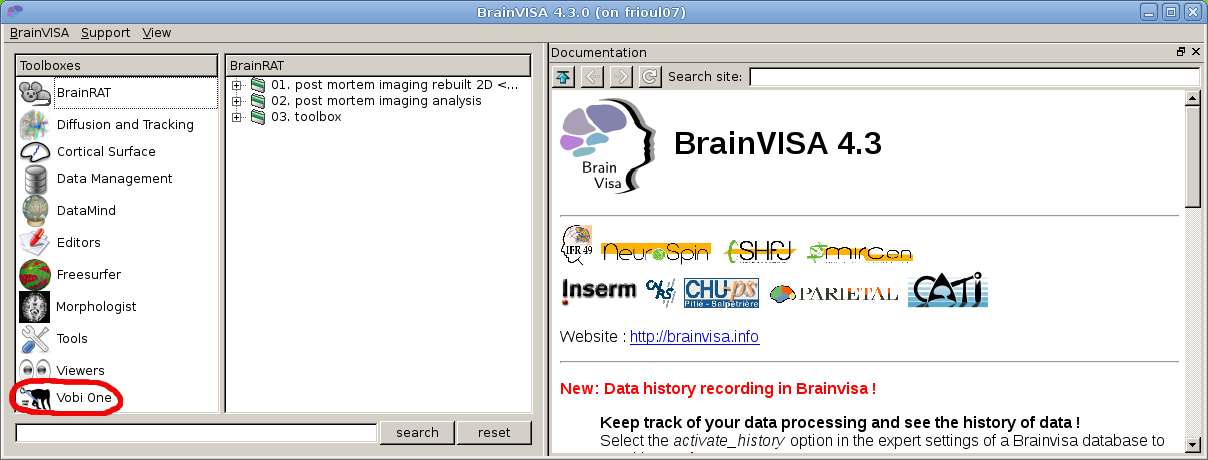 BrainVISA 4.3.0 (on frioul07)
BrainVISA Support View
Toolboxes
BrainRAT
Diffusion and Tracking
Cortical Surface
Data Management
DataMind
Editors
Freesurfer
Morphologist
Tools
Viewers
Vobi One
search reset
BrainRAT
01. post mortem imaging rebuilt 2D <...
02. post mortem imaging analysis
03. toolbox
Documentation
Search site:
Brain
Visa
BrainVISA 4.3
IFR 49 NeuroSpin SHFJ MIRCen
Inserm CNRS CHU-PS PARIETAL CATI
Pitié-Salpêtrière
Website : http://brainvisa.info
New: Data history recording in Brainvisa !
Keep track of your data processing and see the history of data !
Select the activate_history option in the expert settings of a Brainvisa database to